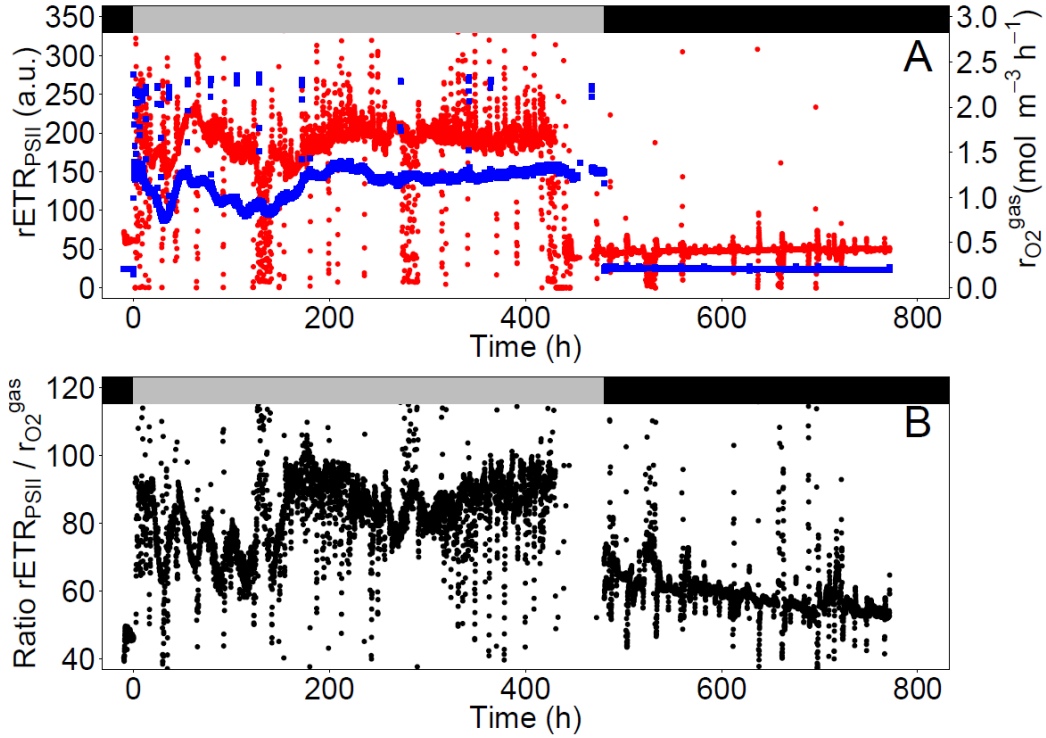 A
350
300
250
200
150
100
50
0
rETR_PSII (a.u.)
3.0
2.5
2.0
1.5
1.0
0.5
0.0
r_O2^gas (mol m⁻³ h⁻¹)
0 200 400 600 800
Time (h)
B
120
100
80
60
40
Ratio rETR_PSII / r_O2^gas
0 200 400 600 800
Time (h)